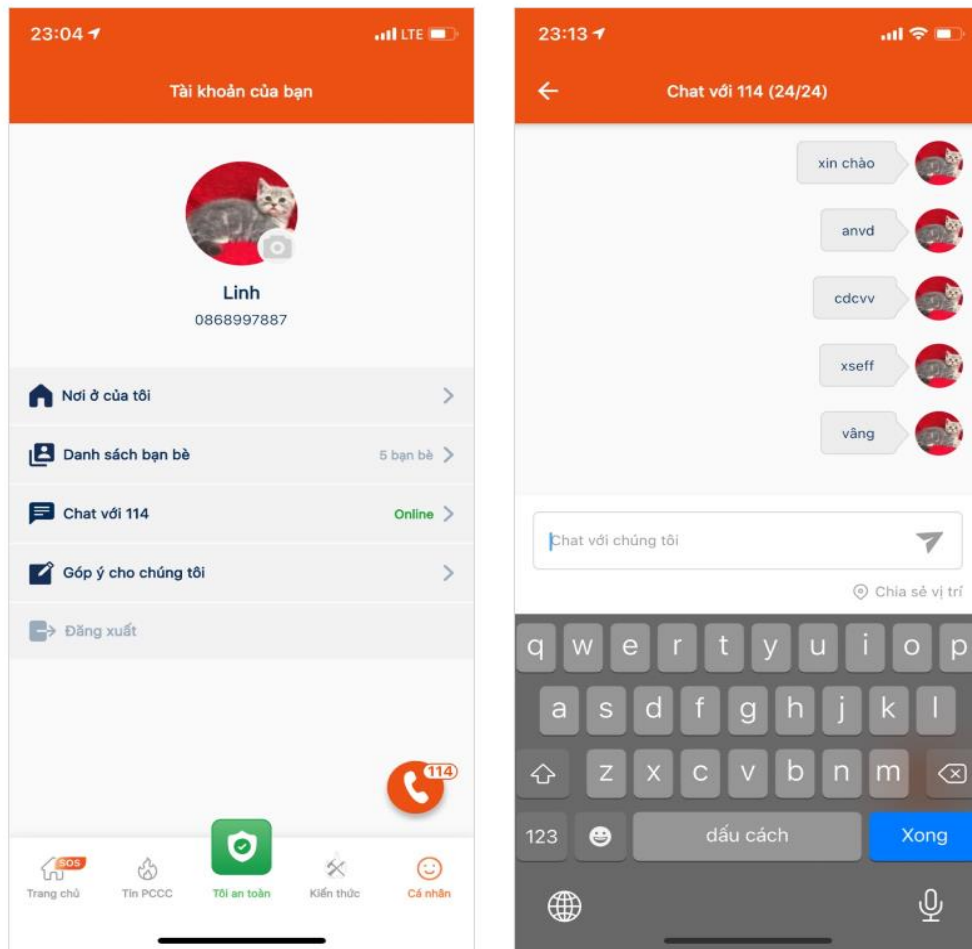 23:04
LTE
Tài khoản của bạn
Linh
0868997887
Nơi ở của tôi
Danh sách bạn bè
5 bạn bè
Chat với 114
Online
Góp ý cho chúng tôi
Đăng xuất
114
SOS
Trang chủ
Tin PCCC
Tôi an toàn
Kiến thức
Cá nhân
23:13
Chat với 114 (24/24)
xin chào
anvd
cdcvv
xseff
vâng
Chat với chúng tôi
Chia sẻ vị trí
q w e r t y u i o p
a s d f g h j k l
z x c v b n m
123
dấu cách
Xong